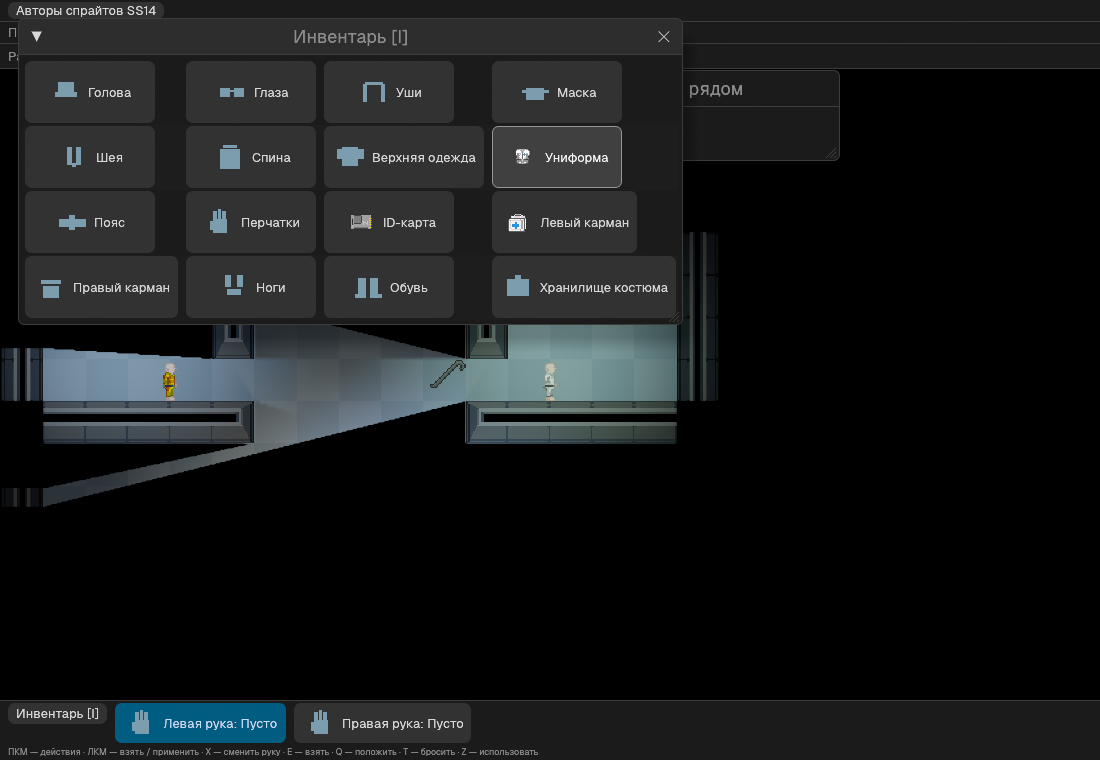 Авторы спрайтов SS14
Инвентарь [I]
рядом
Голова
Глаза
Уши
Маска
Шея
Спина
Верхняя одежда
Униформа
Пояс
Перчатки
ID-карта
Левый карман
Правый карман
Ноги
Обувь
Хранилище костюма
Инвентарь [I]
Левая рука: Пусто
Правая рука: Пусто
ПКМ — действия · ЛКМ — взять / применить · X — сменить руку · E — взять · Q — положить · T — бросить · Z — использовать